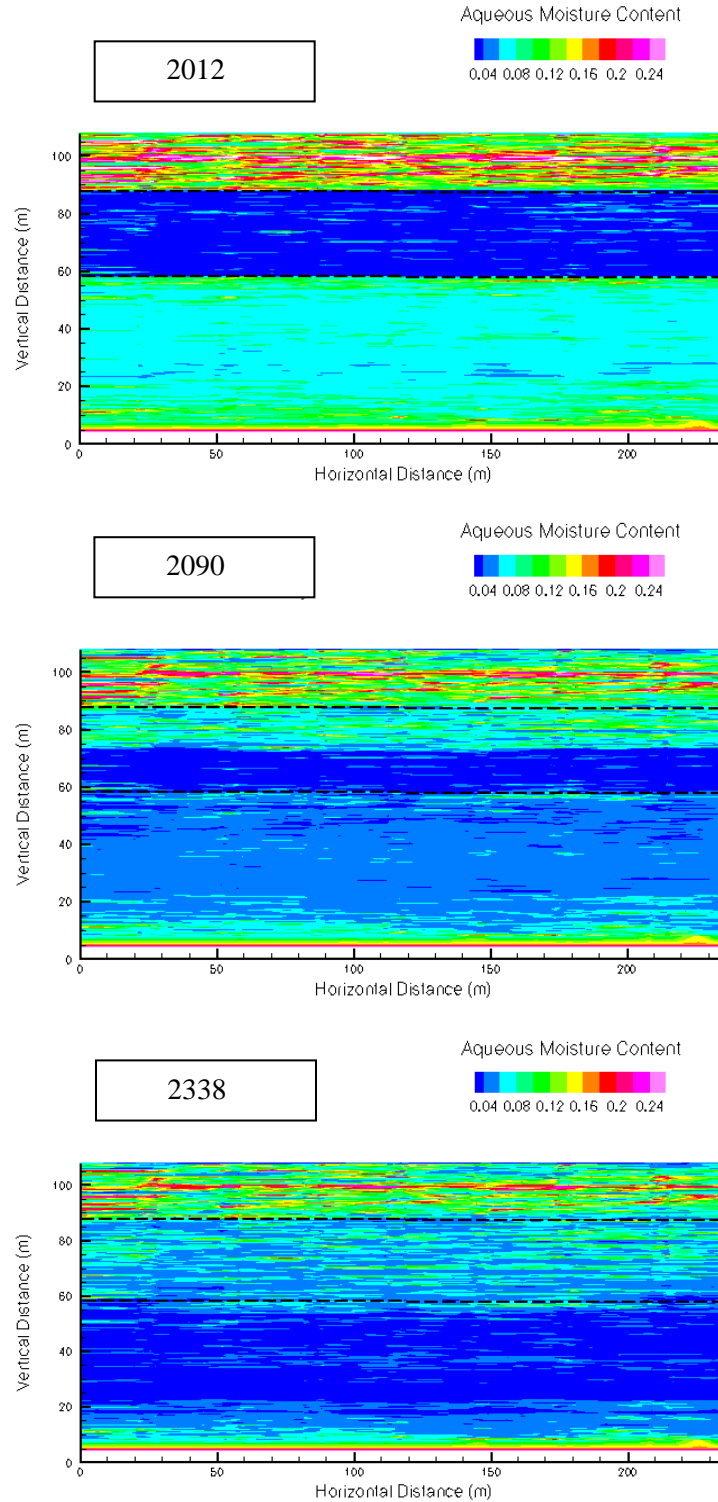 Aqueous Moisture Content
2012
0.04 0.08 0.12 0.16 0.2 0.24
100
80
60
40
20
0
Vertical Distance (m)
0 50 100 150 200
Horizontal Distance (m)
Aqueous Moisture Content
2090
0.04 0.08 0.12 0.16 0.2 0.24
100
80
60
40
20
0
Vertical Distance (m)
0 50 100 150 200
Horizontal Distance (m)
Aqueous Moisture Content
2338
0.04 0.08 0.12 0.16 0.2 0.24
100
80
60
40
20
0
Vertical Distance (m)
0 50 100 150 200
Horizontal Distance (m)